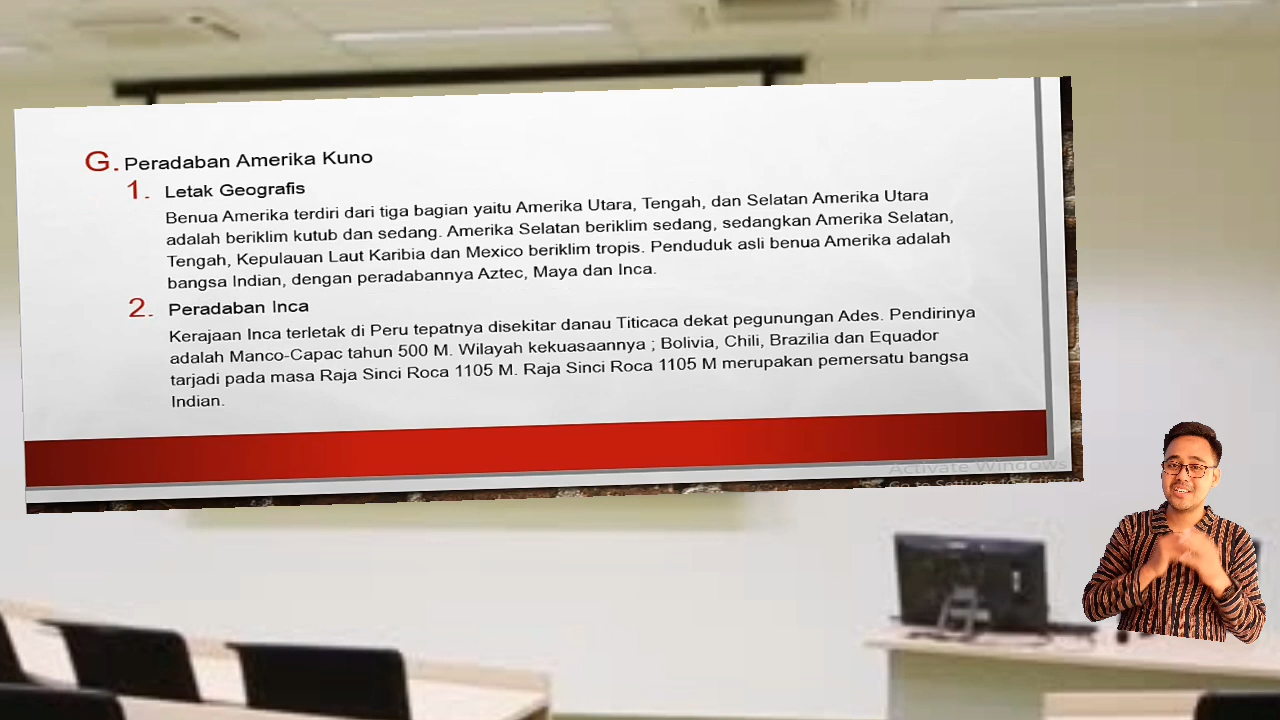 G. Peradaban Amerika Kuno
1. Letak Geografis
Benua Amerika terdiri dari tiga bagian yaitu Amerika Utara, Tengah, dan Selatan Amerika Utara
adalah beriklim kutub dan sedang. Amerika Selatan beriklim sedang, sedangkan Amerika Selatan,
Tengah, Kepulauan Laut Karibia dan Mexico beriklim tropis. Penduduk asli benua Amerika adalah
bangsa Indian, dengan peradabannya Aztec, Maya dan Inca.
2. Peradaban Inca
Kerajaan Inca terletak di Peru tepatnya disekitar danau Titicaca dekat pegunungan Ades. Pendirinya
adalah Manco-Capac tahun 500 M. Wilayah kekuasaannya ; Bolivia, Chili, Brazilia dan Equador
tarjadi pada masa Raja Sinci Roca 1105 M. Raja Sinci Roca 1105 M merupakan pemersatu bangsa
Indian.
Activate Windows
Go to Settings to